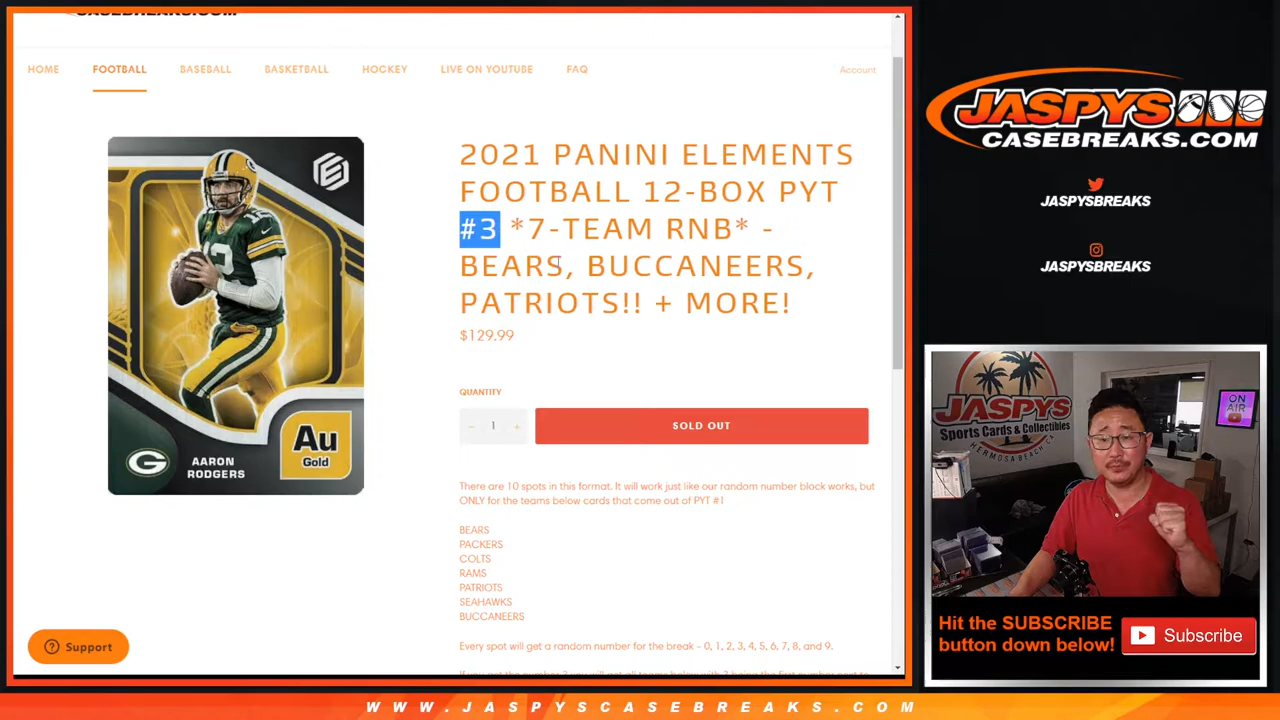 CASEBREAKS.COM
HOME FOOTBALL BASEBALL BASKETBALL HOCKEY LIVE ON YOUTUBE FAQ Account
2021 PANINI ELEMENTS
FOOTBALL 12-BOX PYT
#3 *7-TEAM RNB* -
BEARS, BUCCANEERS,
PATRIOTS!! + MORE!
$129.99
QUANTITY
− 1 +
SOLD OUT
There are 10 spots in this format. It will work just like our random number block works, but
ONLY for the teams below cards that come out of PYT #1
BEARS
PACKERS
COLTS
RAMS
PATRIOTS
SEAHAWKS
BUCCANEERS
Every spot will get a random number for the break - 0, 1, 2, 3, 4, 5, 6, 7, 8, and 9.
12
G
AARON
RODGERS
Au
Gold
Support
JASPYS
CASEBREAKS.COM
JASPYSBREAKS
JASPYSBREAKS
JASPYS
Sports Cards & Collectibles
HERMOSA BEACH, CA
ON
AIR
Hit the SUBSCRIBE
button down below!
Subscribe
WWW.JASPYSCASEBREAKS.COM